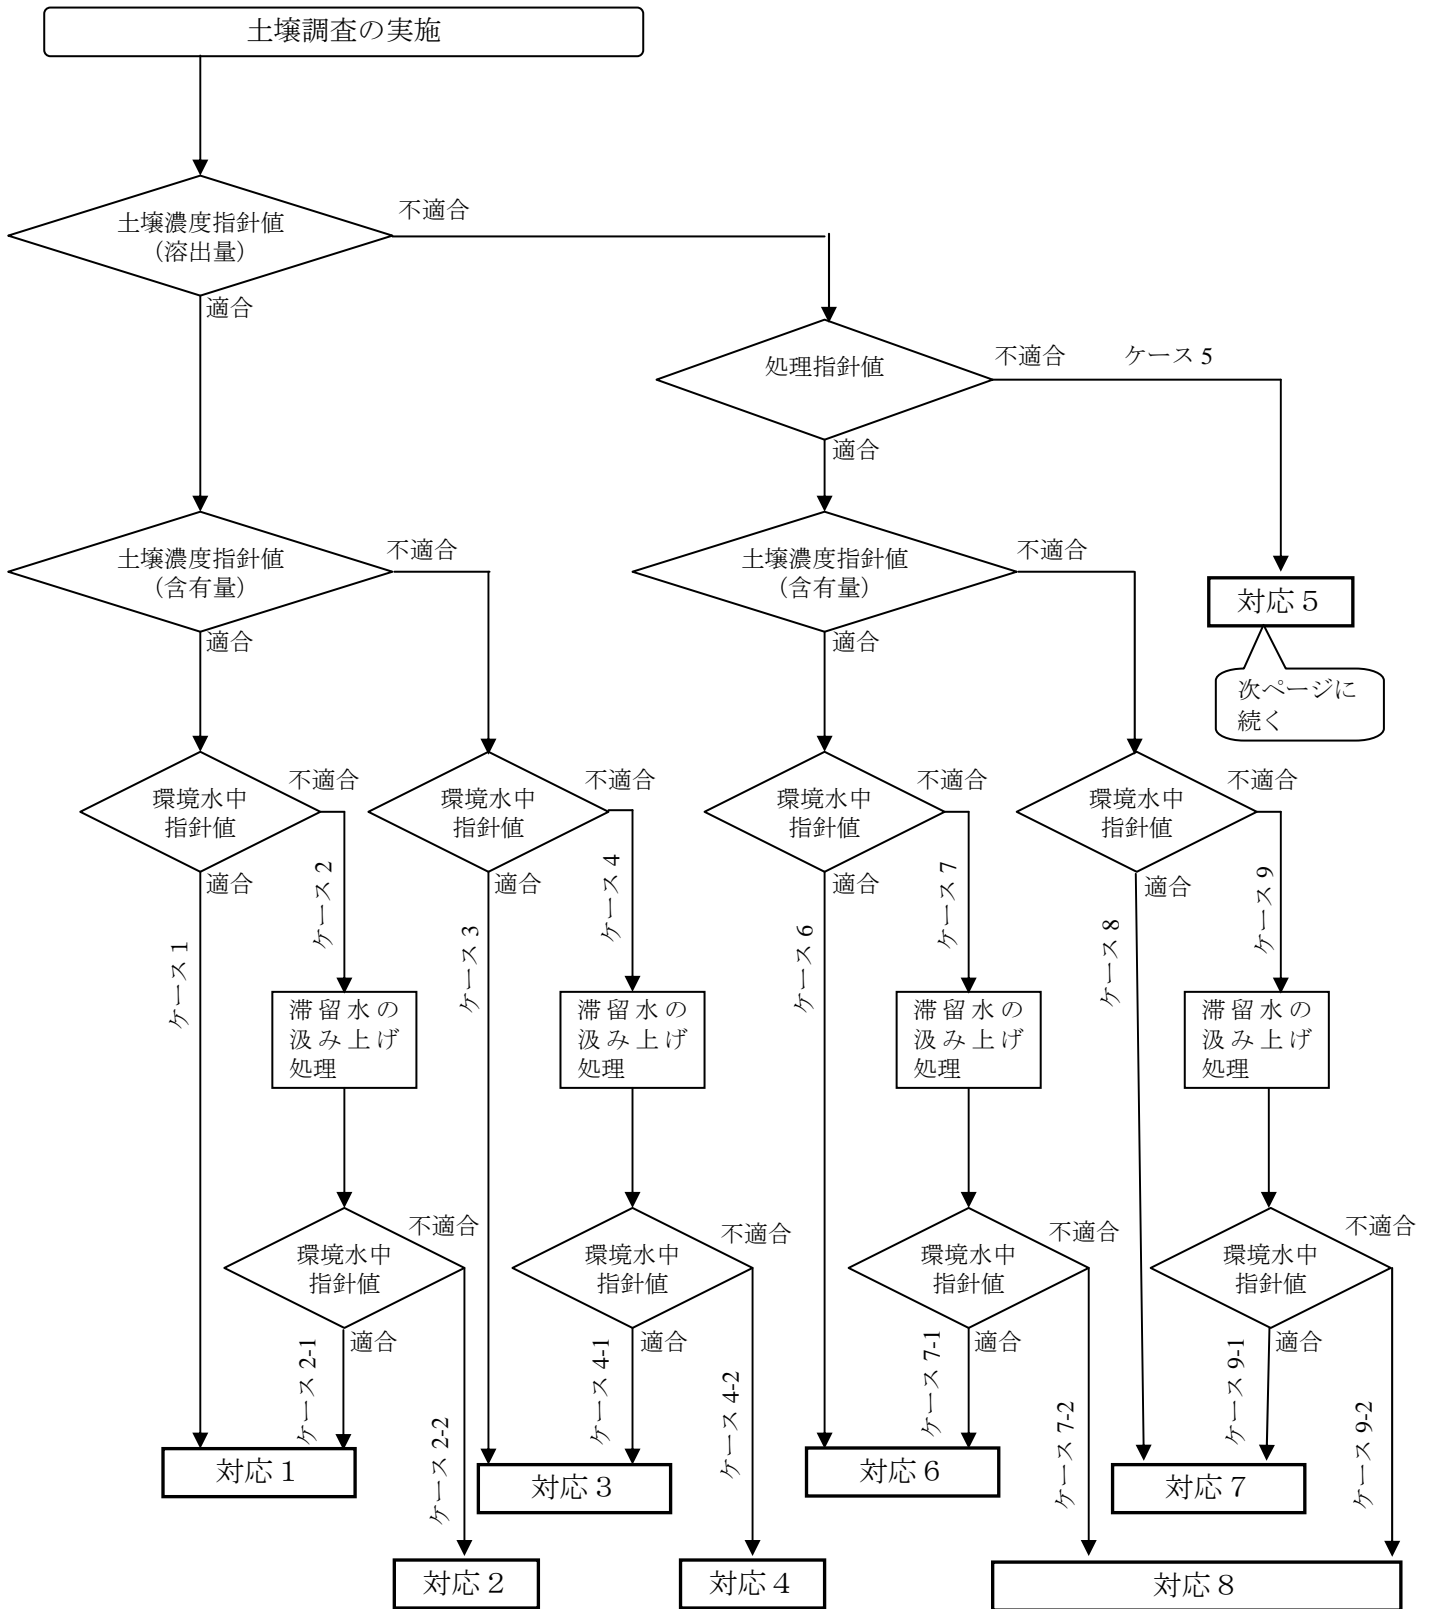 土壌調査の実施
土壌濃度指針値
（溶出量）
不適合
適合
処理指針値
不適合
ケース 5
適合
土壌濃度指針値
（含有量）
不適合
適合
土壌濃度指針値
（含有量）
不適合
適合
対応５
次ページに
続く
環境水中
指針値
不適合
適合
環境水中
指針値
不適合
適合
環境水中
指針値
不適合
適合
環境水中
指針値
不適合
適合
ケース 1
ケース 2
ケース 3
ケース 4
ケース 6
ケース 7
ケース 8
ケース 9
滞留水の
汲み上げ
処理
滞留水の
汲み上げ
処理
滞留水の
汲み上げ
処理
滞留水の
汲み上げ
処理
環境水中
指針値
不適合
適合
環境水中
指針値
不適合
適合
環境水中
指針値
不適合
適合
環境水中
指針値
不適合
適合
ケース 2-1
ケース 2-2
ケース 4-1
ケース 4-2
ケース 7-1
ケース 7-2
ケース 9-1
ケース 9-2
対応１
対応３
対応６
対応７
対応２
対応４
対応８